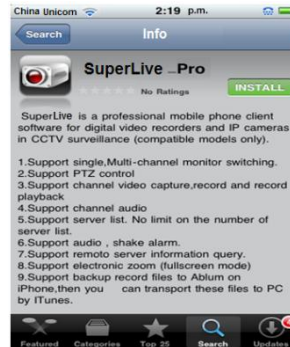 China Unicom 2:19 p.m.
Search Info
SuperLive -Pro
No Ratings INSTALL
SuperLive is a professional mobile phone client
software for digital video recorders and IP cameras
in CCTV surveillance (compatible models only).
1.Support single,Multi-channel monitor switching.
2.Support PTZ control
3.Support channel video capture,record and record
playback
4.Support channel audio
5.Support server list. No limit on the number of
server list.
6.Support audio , shake alarm.
7.Support remoto server information query.
8.Support electronic zoom (fullscreen mode)
9.Support backup record files to Ablum on
iPhone,then you can transport these files to PC
by ITunes.
Featured Categories Top 25 Search Updates